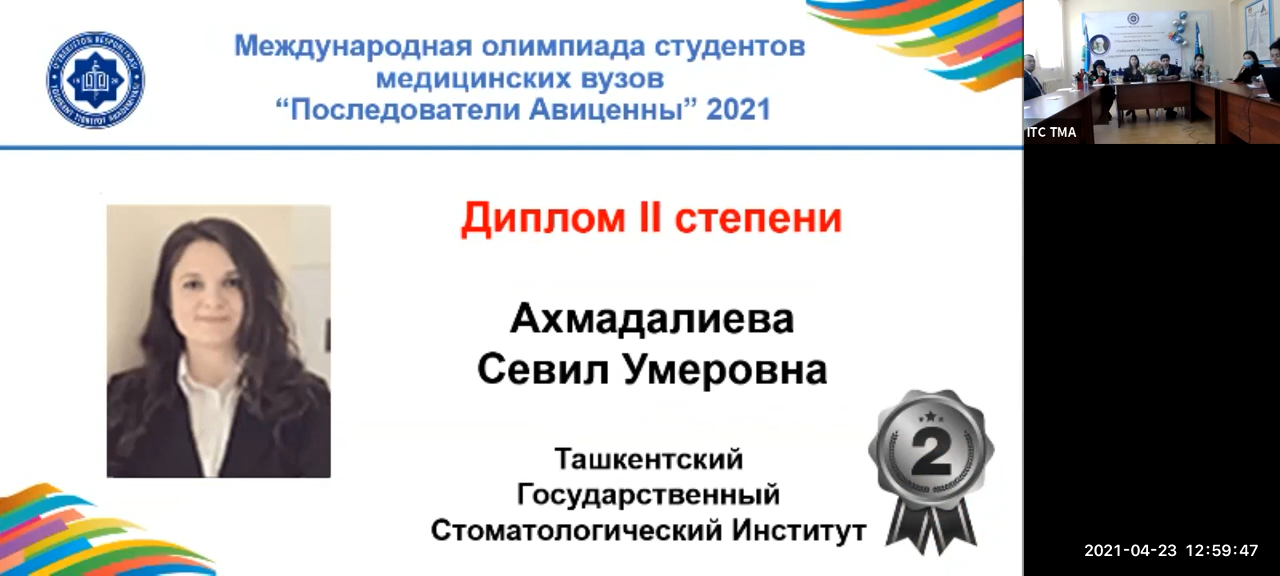 Международная олимпиада студентов
медицинских вузов
“Последователи Авиценны” 2021
Диплом II степени
Ахмадалиева
Севил Умеровна
Ташкентский
Государственный
Стоматологический Институт
2
ITC TMA
2021-04-23 12:59:47